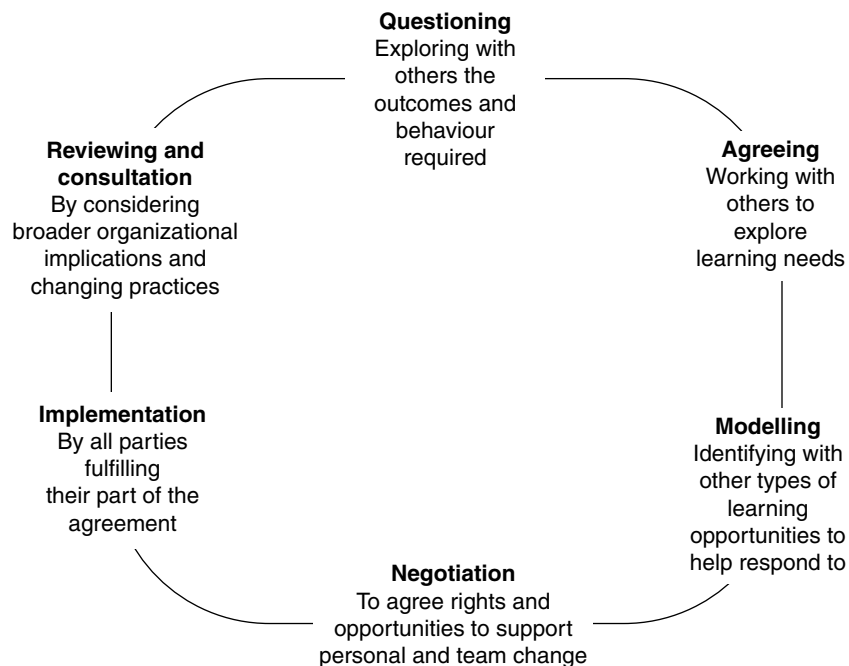 Questioning
Exploring with
others the
outcomes and
behaviour
required
Agreeing
Working with
others to
explore
learning needs
Modelling
Identifying with
other types of
learning
opportunities to
help respond to
Negotiation
To agree rights and
opportunities to support
personal and team change
Implementation
By all parties
fulfilling
their part of the
agreement
Reviewing and
consultation
By considering
broader organizational
implications and
changing practices